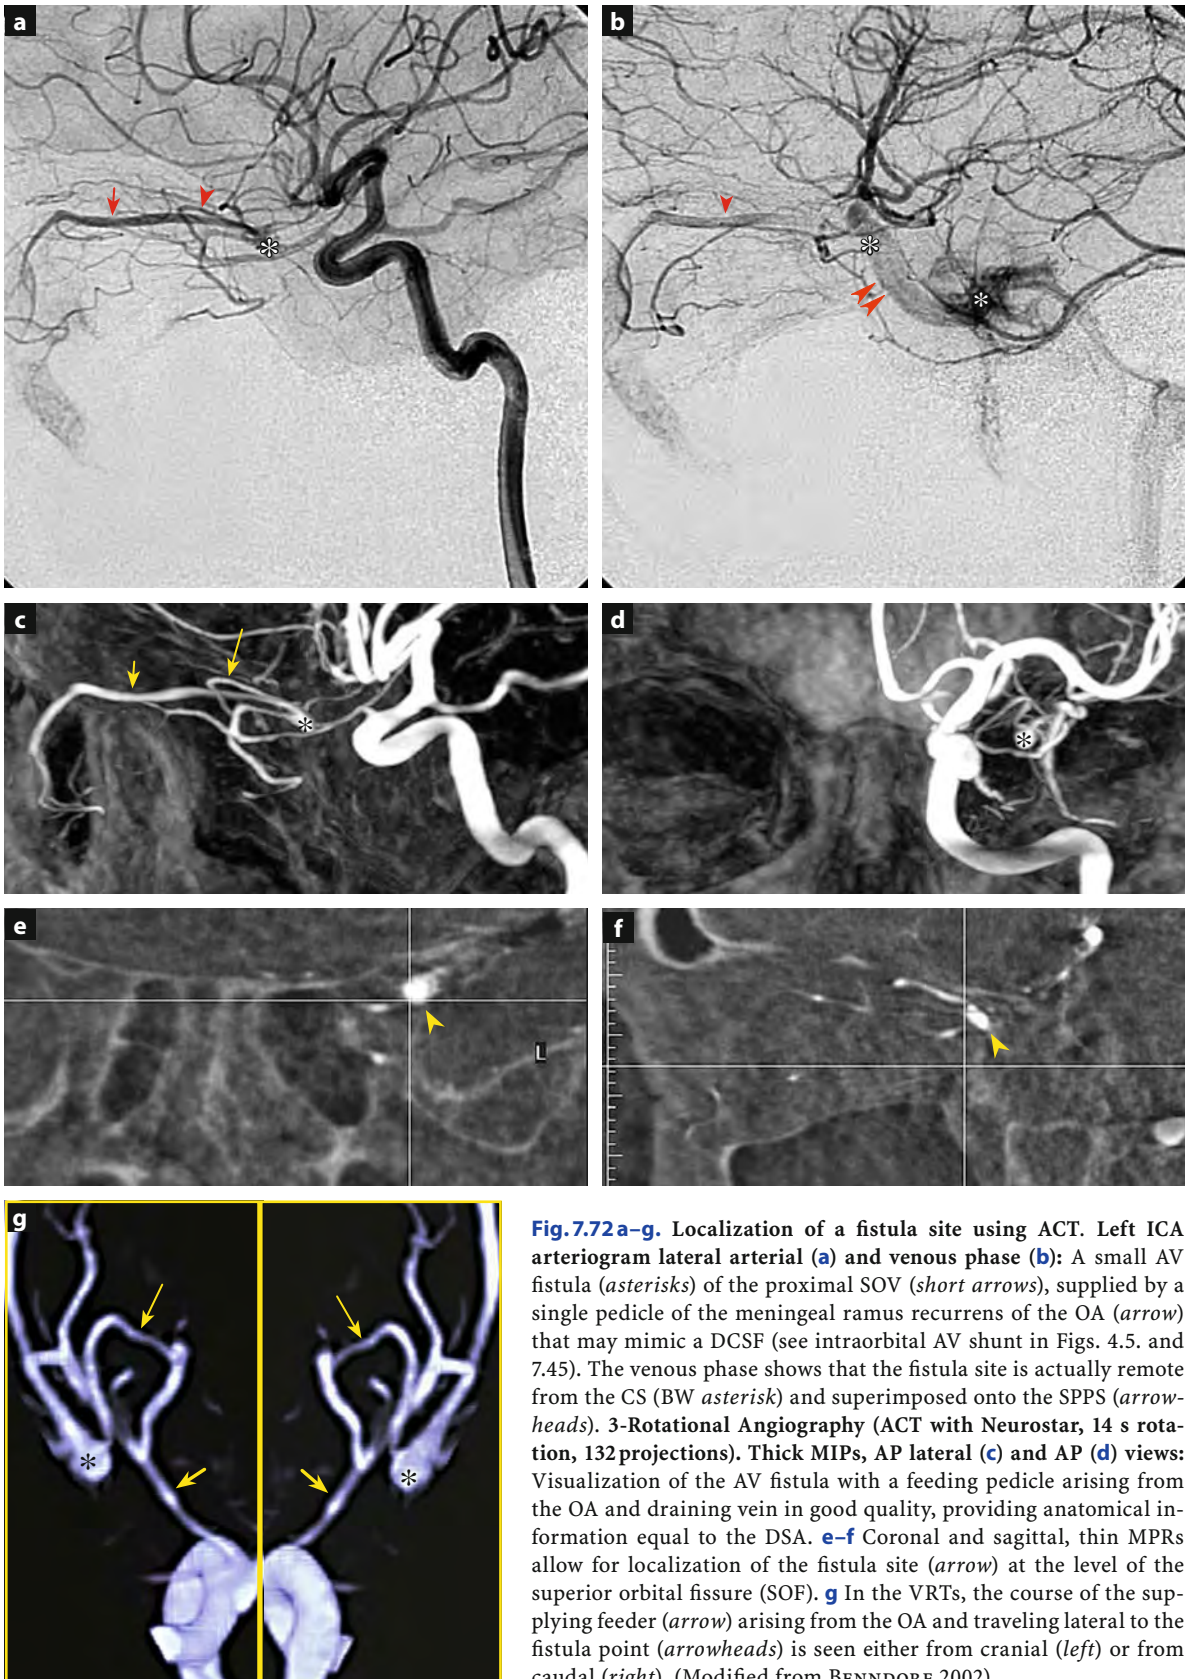 a
b
c
d
e
L
f
g
Fig. 7.72 a–g. Localization of a fistula site using ACT. Left ICA
arteriogram lateral arterial (a) and venous phase (b): A small AV
fistula (asterisks) of the proximal SOV (short arrows), supplied by a
single pedicle of the meningeal ramus recurrens of the OA (arrow)
that may mimic a DCSF (see intraorbital AV shunt in Figs. 4.5. and
7.45). The venous phase shows that the fistula site is actually remote
from the CS (BW asterisk) and superimposed onto the SPPS (arrow-
heads). 3-Rotational Angiography (ACT with Neurostar, 14 s rota-
tion, 132 projections). Thick MIPs, AP lateral (c) and AP (d) views:
Visualization of the AV fistula with a feeding pedicle arising from
the OA and draining vein in good quality, providing anatomical in-
formation equal to the DSA. e–f Coronal and sagittal, thin MPRs
allow for localization of the fistula site (arrow) at the level of the
superior orbital fissure (SOF). g In the VRTs, the course of the sup-
plying feeder (arrow) arising from the OA and traveling lateral to the
fistula point (arrowheads) is seen either from cranial (left) or from
caudal (right). (Modified from Benndorf 2002)